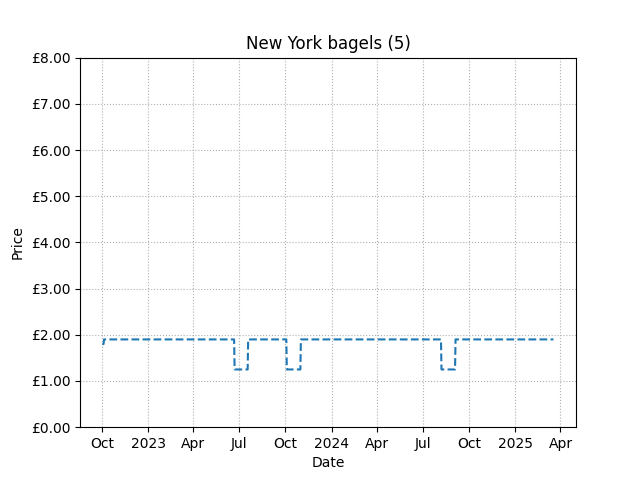 New York bagels (5)
£8.00
£7.00
£6.00
£5.00
£4.00
£3.00
£2.00
£1.00
£0.00
Price
Oct 2023 Apr Jul Oct 2024 Apr Jul Oct 2025 Apr
Date